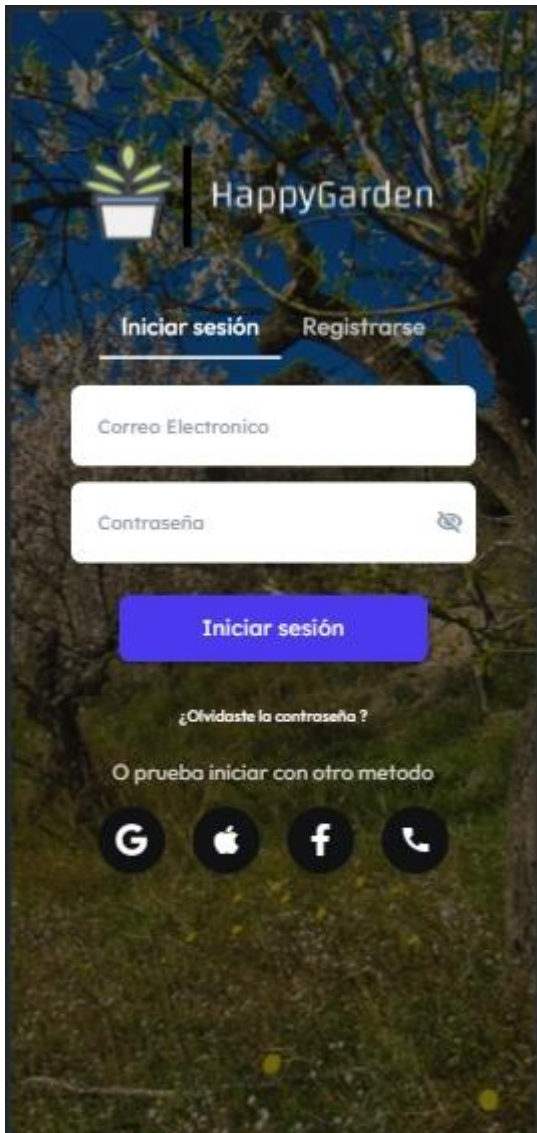 HappyGarden
Iniciar sesión Registrarse
Correo Electronico
Contraseña
Iniciar sesión
¿Olvidaste la contraseña ?
O prueba iniciar con otro metodo